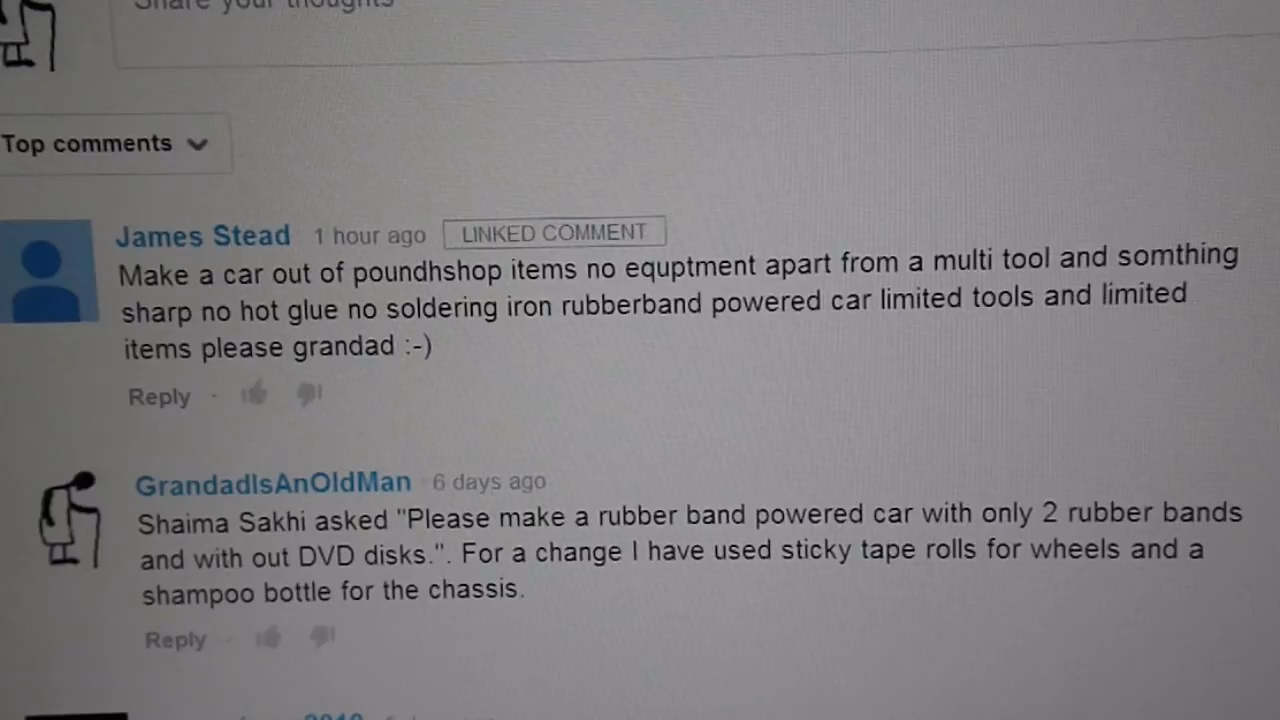 Share your thoughts
Top comments
James Stead 1 hour ago LINKED COMMENT
Make a car out of poundhshop items no equptment apart from a multi tool and somthing
sharp no hot glue no soldering iron rubberband powered car limited tools and limited
items please grandad :-)
Reply ·
GrandadIsAnOldMan · 6 days ago
Shaima Sakhi asked "Please make a rubber band powered car with only 2 rubber bands
and with out DVD disks.". For a change I have used sticky tape rolls for wheels and a
shampoo bottle for the chassis.
Reply ·